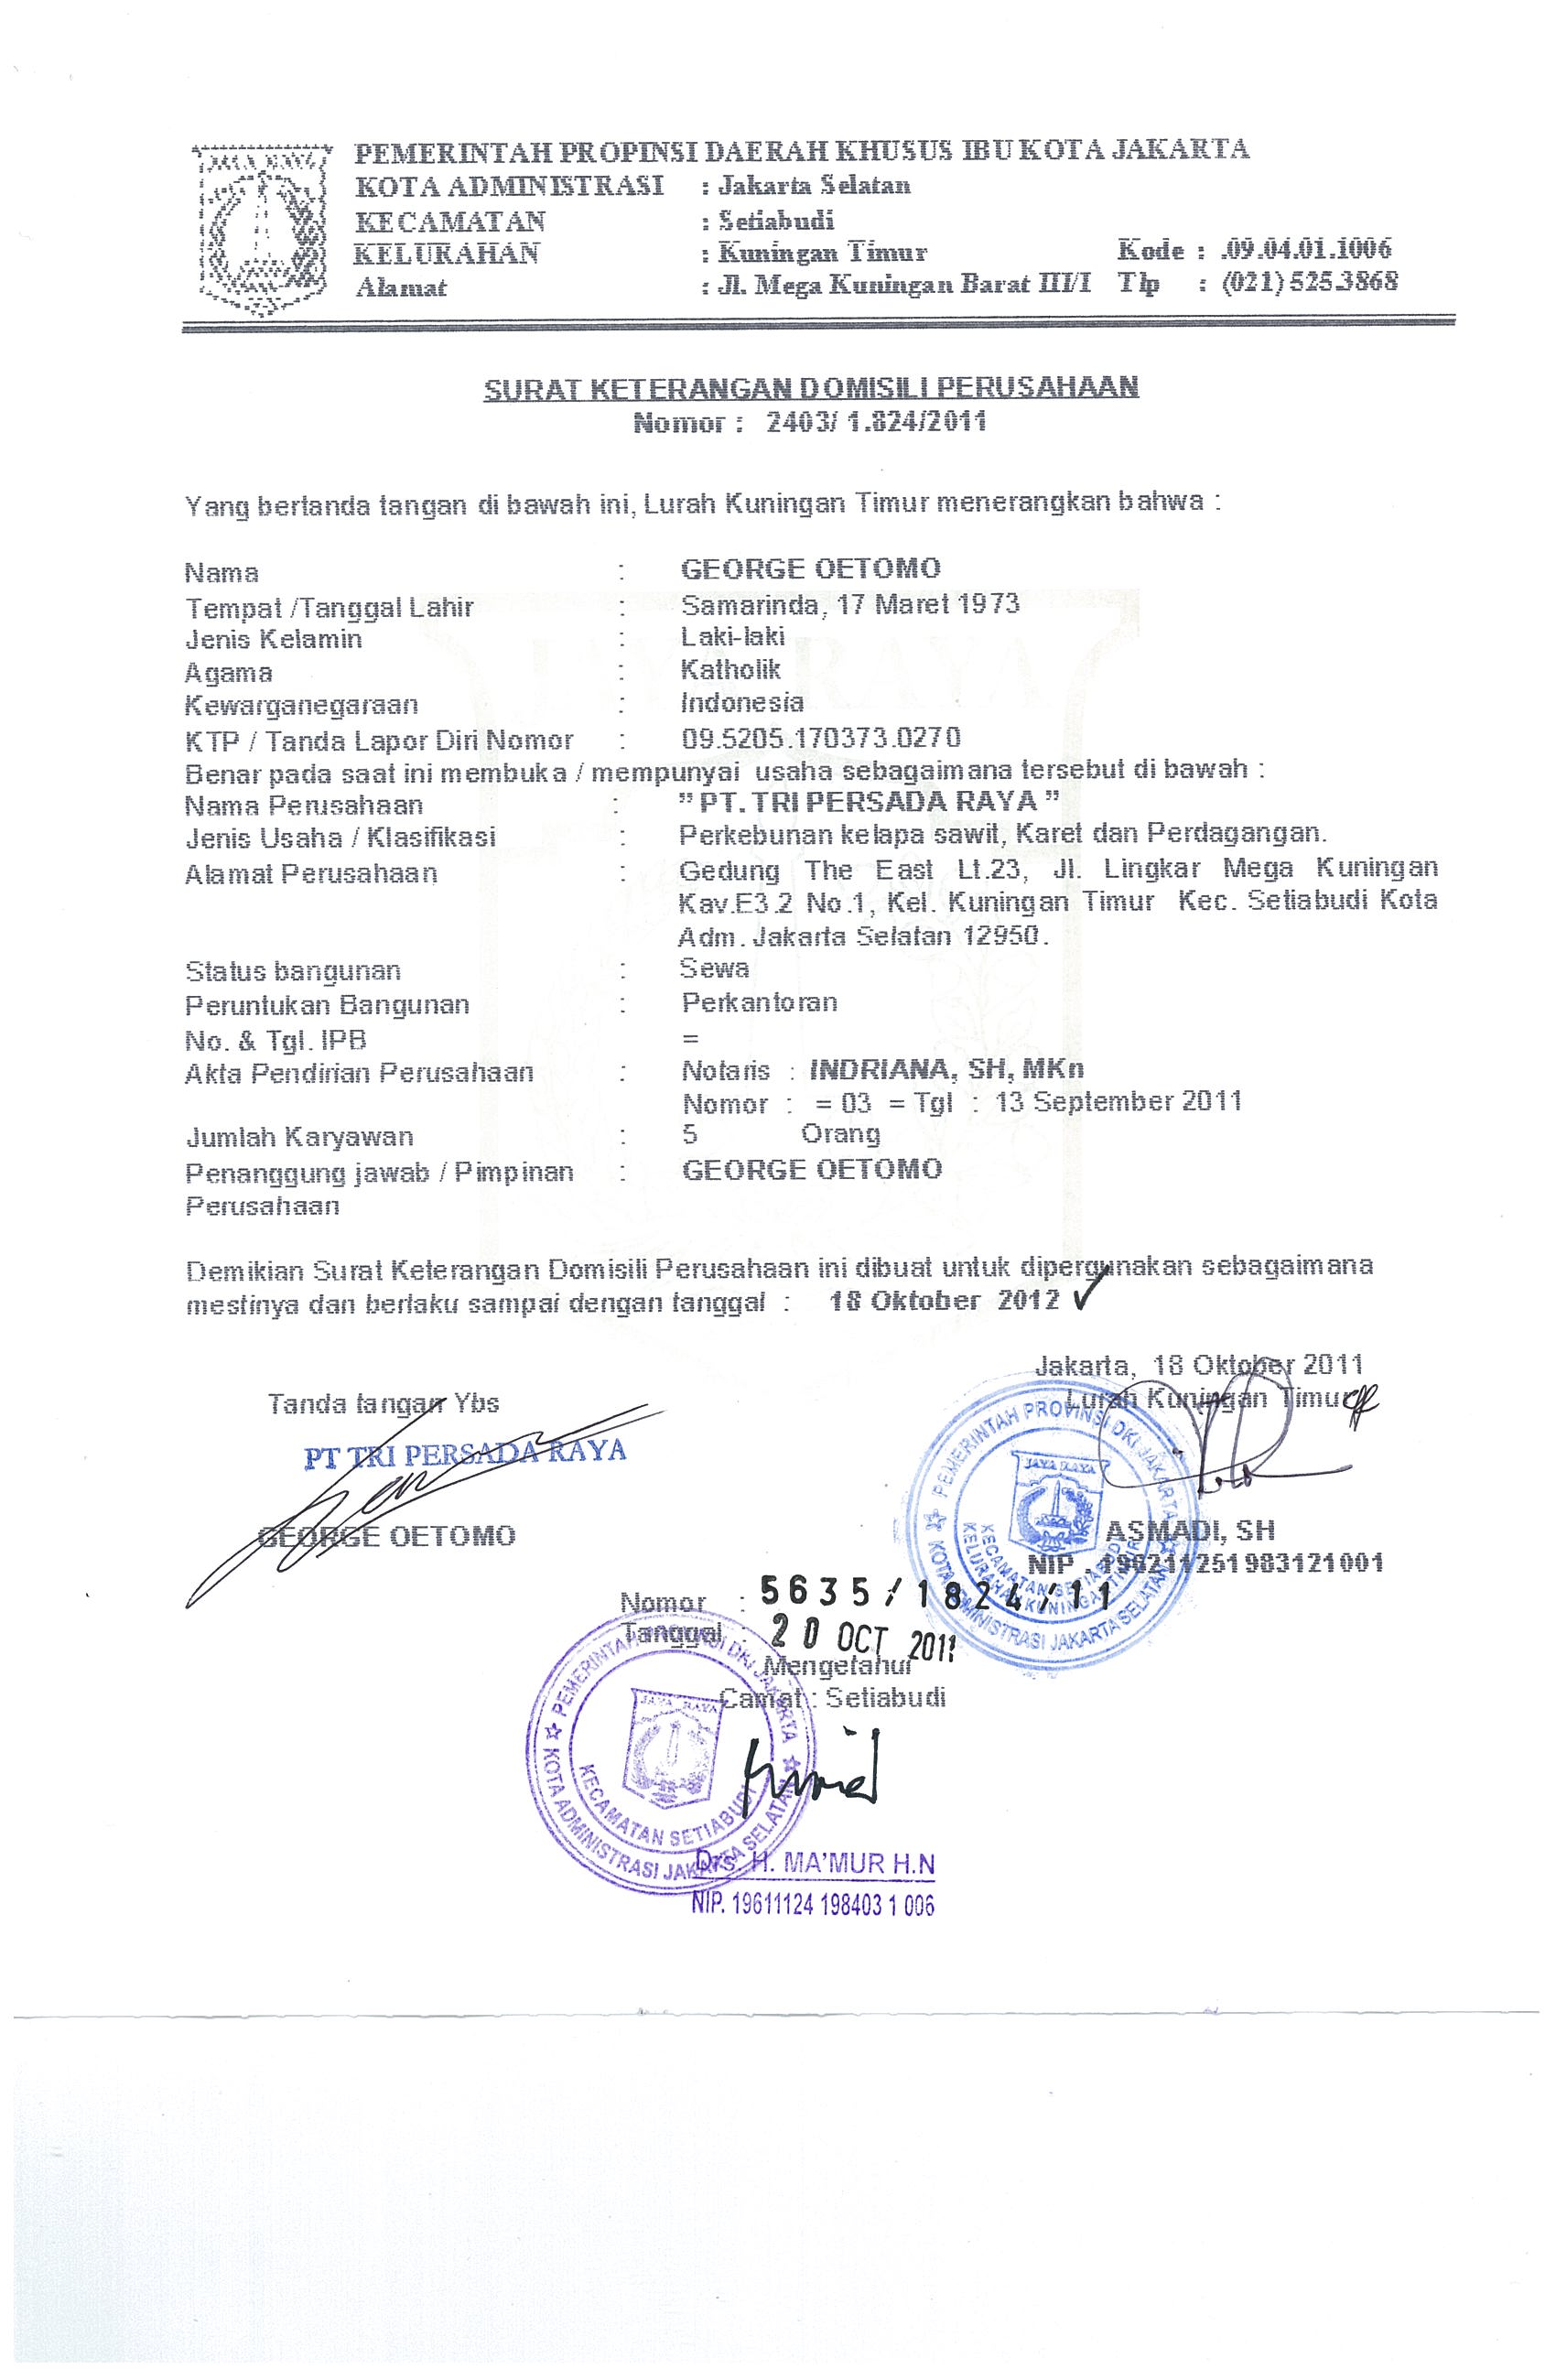 JAYA RAYA
PEMERINTAH PROPINSI DAERAH KHUSUS IBU KOTA JAKARTA
KOTA ADMINISTRASI : Jakarta Selatan
KECAMATAN : Setiabudi
KELURAHAN : Kuningan Timur Kode : .09.04.01.1006
Alamat : Jl. Mega Kuningan Barat III/I Tlp : (021) 5253868
SURAT KETERANGAN DOMISILI PERUSAHAAN
Nomor : 2403/ 1.824/2011
Yang bertanda tangan di bawah ini, Lurah Kuningan Timur menerangkan bahwa :
Nama : GEORGE OETOMO
Tempat /Tanggal Lahir : Samarinda, 17 Maret 1973
Jenis Kelamin : Laki-laki
Agama : Katholik
Kewarganegaraan : Indonesia
KTP / Tanda Lapor Diri Nomor : 09.5205.170373.0270
Benar pada saat ini membuka / mempunyai usaha sebagaimana tersebut di bawah :
Nama Perusahaan : ” PT. TRI PERSADA RAYA ”
Jenis Usaha / Klasifikasi : Perkebunan kelapa sawit, Karet dan Perdagangan.
Alamat Perusahaan : Gedung The East Lt.23, Jl. Lingkar Mega Kuningan
Kav.E3.2 No.1, Kel. Kuningan Timur Kec. Setiabudi Kota
Adm. Jakarta Selatan 12950.
Status bangunan : Sewa
Peruntukan Bangunan : Perkantoran
No. & Tgl. IPB =
Akta Pendirian Perusahaan : Notaris : INDRIANA, SH, MKn
Nomor : = 03 = Tgl : 13 September 2011
Jumlah Karyawan : 5 Orang
Penanggung jawab / Pimpinan : GEORGE OETOMO
Perusahaan
Demikian Surat Keterangan Domisili Perusahaan ini dibuat untuk dipergunakan sebagaimana
mestinya dan berlaku sampai dengan tanggal : 18 Oktober 2012
Jakarta, 18 Oktober 2011
Tanda tangan Ybs
Lurah Kuningan Timur
PT TRI PERSADA RAYA
PEMERINTAH PROVINSI DKI JAKARTA
JAYA RAYA
KECAMATAN SETIABUDI
KELURAHAN KUNINGAN TIMUR
KOTA ADMINISTRASI JAKARTA SELATAN
GEORGE OETOMO
ASMADI, SH
NIP . 196211251983121001
Nomor : 5635/1824/11
Tanggal : 20 OCT 2011
Mengetahui
Camat : Setiabudi
PEMERINTAH PROVINSI DKI JAKARTA
JAYA RAYA
KECAMATAN SETIABUDI
KOTA ADMINISTRASI JAKARTA SELATAN
Drs. H. MA'MUR H.N
NIP. 19611124 198403 1 006